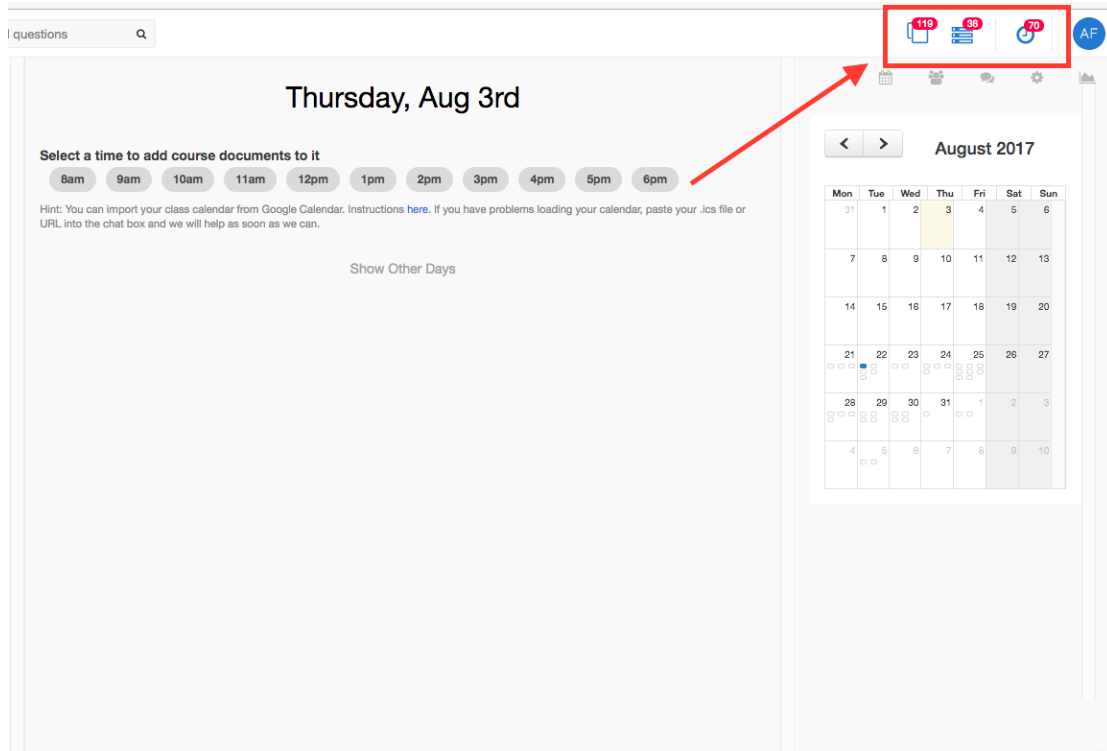 questions
119 36 70 AF
Thursday, Aug 3rd
Select a time to add course documents to it
8am 9am 10am 11am 12pm 1pm 2pm 3pm 4pm 5pm 6pm
Hint: You can import your class calendar from Google Calendar. Instructions here. If you have problems loading your calendar, paste your .ics file or
URL into the chat box and we will help as soon as we can.
Show Other Days
August 2017
Mon Tue Wed Thu Fri Sat Sun
31 1 2 3 4 5 6
7 8 9 10 11 12 13
14 15 16 17 18 19 20
21 22 23 24 25 26 27
28 29 30 31 1 2 3
4 5 6 7 8 9 10